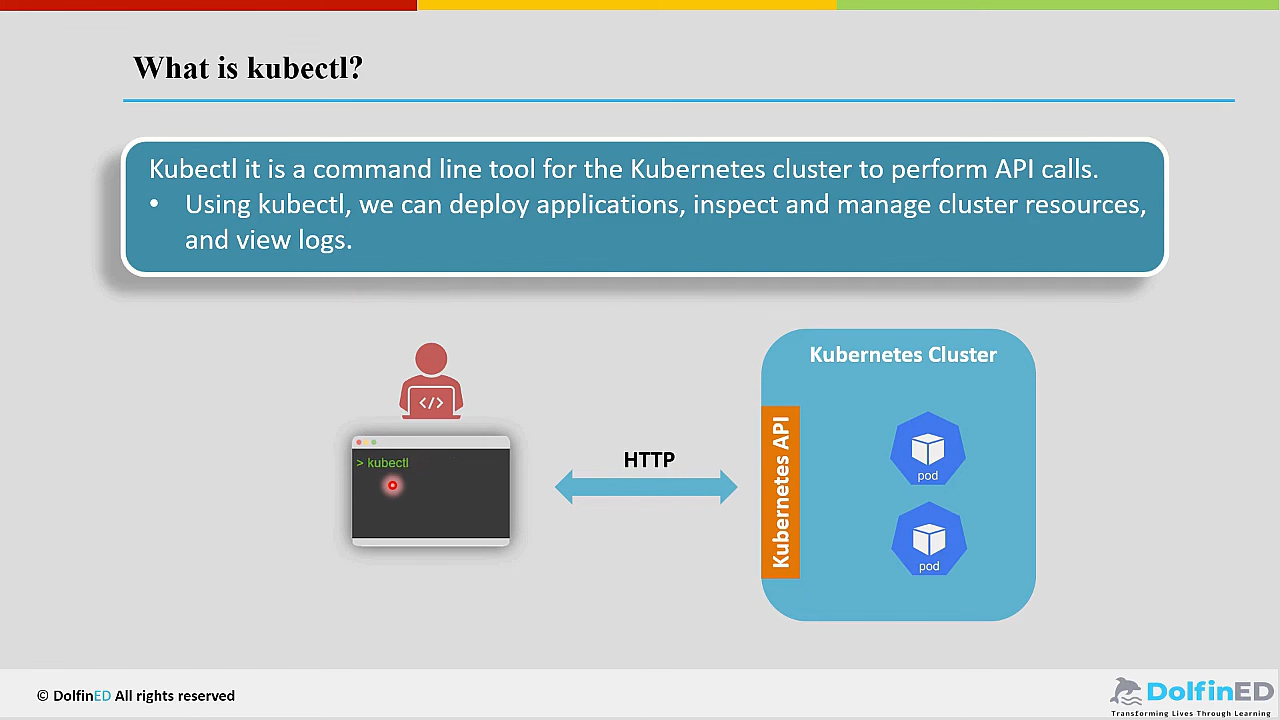 What is kubectl?
Kubectl it is a command line tool for the Kubernetes cluster to perform API calls.
• Using kubectl, we can deploy applications, inspect and manage cluster resources,
and view logs.
Kubernetes Cluster
</>
> kubectl
HTTP
Kubernetes API
pod
pod
© DolfinED All rights reserved
DolfinED
Transforming Lives Through Learning